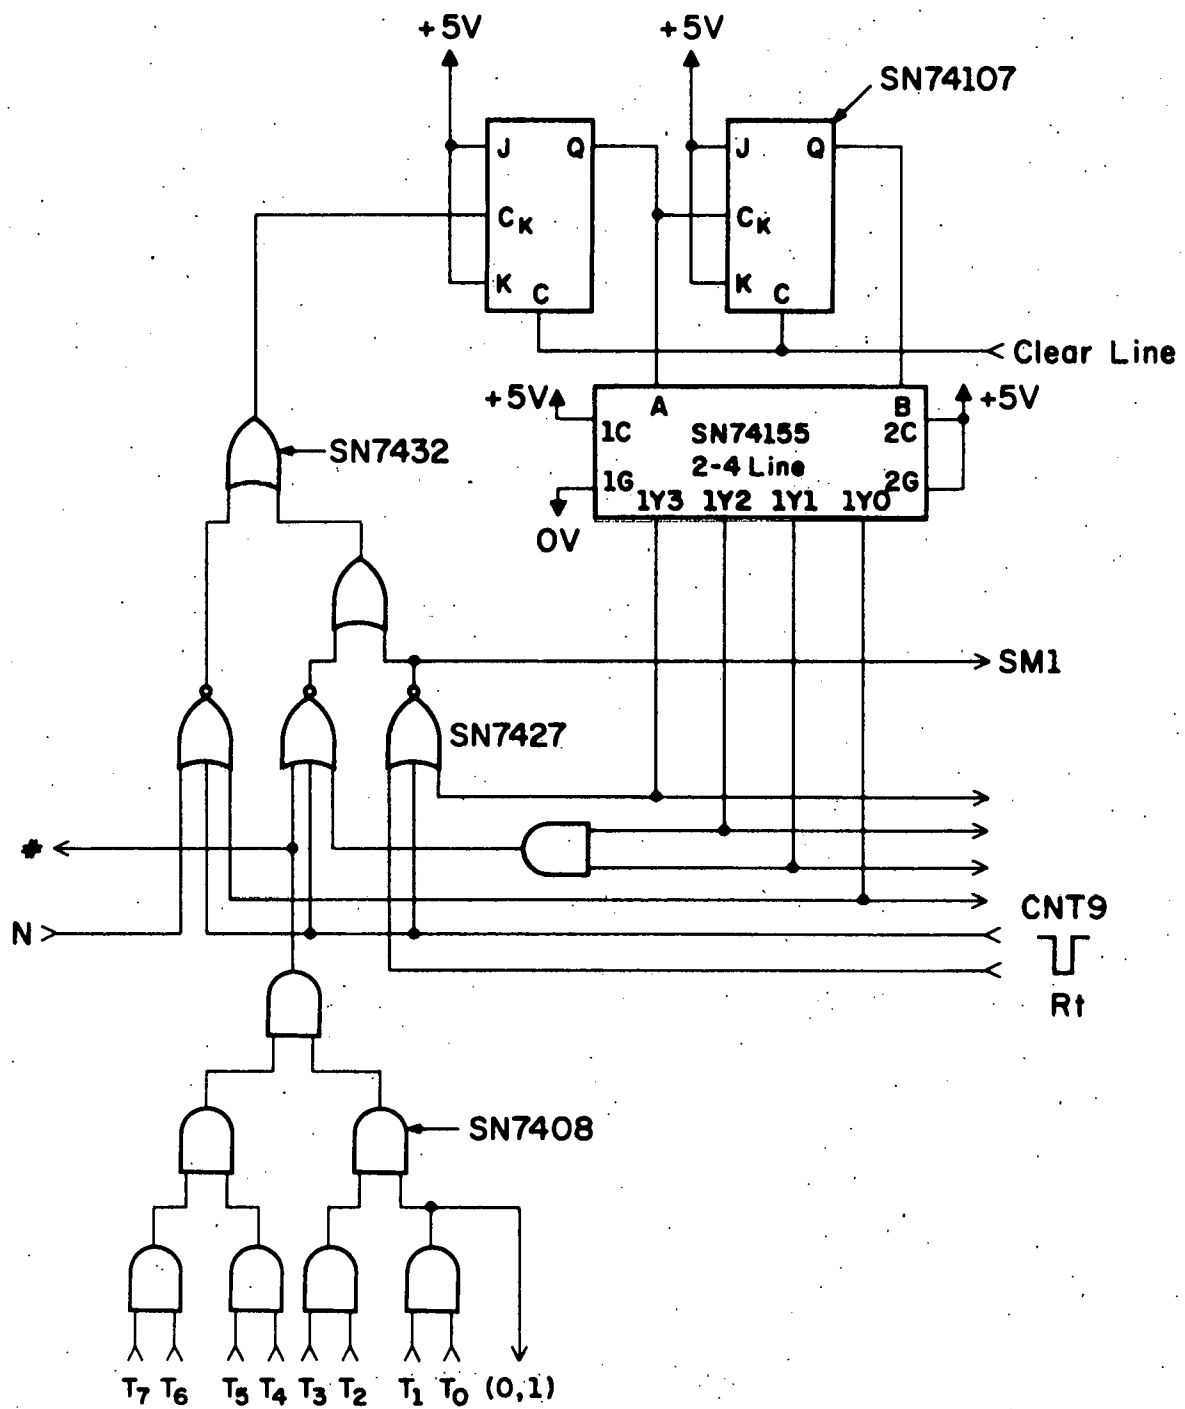 +5V +5V
SN74107
J Q J Q
CK CK
K C K C
Clear Line
+5V A B +5V
1C SN74155 2C
2-4 Line
1G 2G
1Y3 1Y2 1Y1 1Y0
0V
SN7432
SM1
SN7427
#
CNT9
N
Rt
SN7408
T7 T6 T5 T4 T3 T2 T1 T0 (0,1)